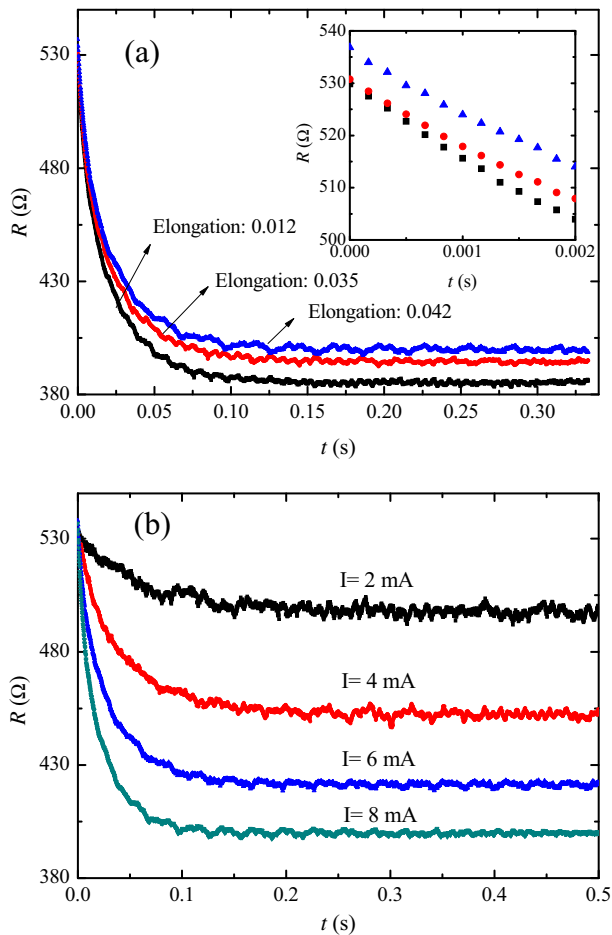 (a)
530
480
430
380
R (Ω)
0.00 0.05 0.10 0.15 0.20 0.25 0.30
t (s)
Elongation: 0.012
Elongation: 0.035
Elongation: 0.042
540
530
520
510
500
R (Ω)
0.000 0.001 0.002
t (s)
(b)
530
480
430
380
R (Ω)
I= 2 mA
I= 4 mA
I= 6 mA
I= 8 mA
0.0 0.1 0.2 0.3 0.4 0.5
t (s)